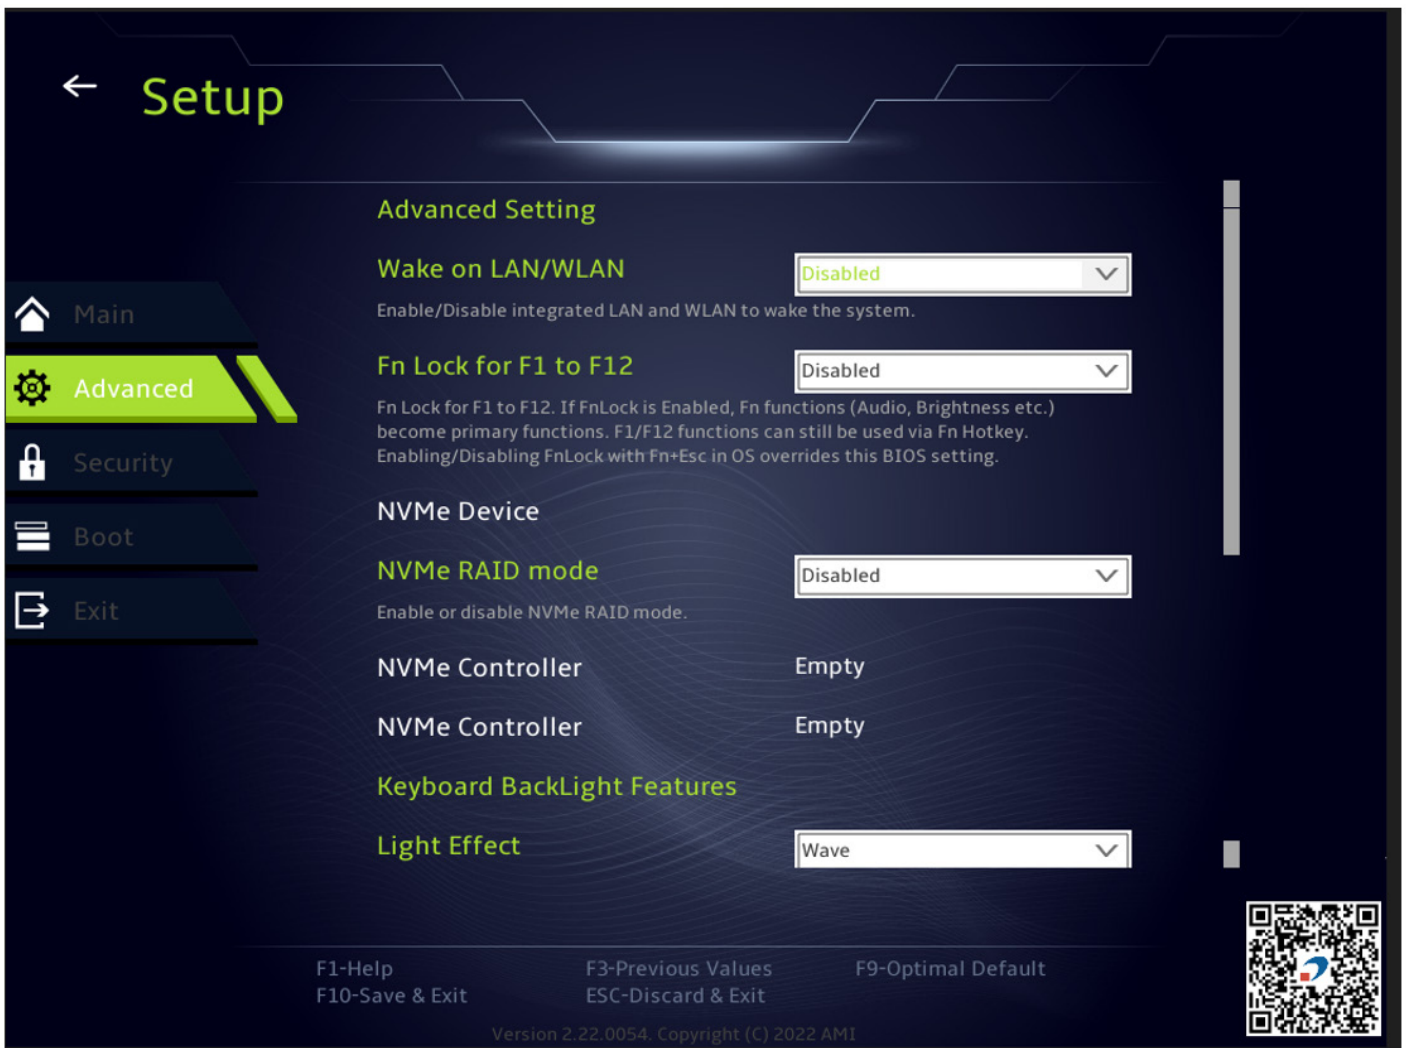 Setup
Advanced Setting
Wake on LAN/WLAN
Disabled
Enable/Disable integrated LAN and WLAN to wake the system.
Main
Fn Lock for F1 to F12
Disabled
Advanced
Fn Lock for F1 to F12. If FnLock is Enabled, Fn functions (Audio, Brightness etc.)
become primary functions. F1/F12 functions can still be used via Fn Hotkey.
Enabling/Disabling FnLock with Fn+Esc in OS overrides this BIOS setting.
Security
NVMe Device
Boot
NVMe RAID mode
Disabled
Enable or disable NVMe RAID mode.
Exit
NVMe Controller
Empty
NVMe Controller
Empty
Keyboard BackLight Features
Light Effect
Wave
F1-Help
F3-Previous Values
F9-Optimal Default
F10-Save & Exit
ESC-Discard & Exit
Version 2.22.0054. Copyright (C) 2022 AMI